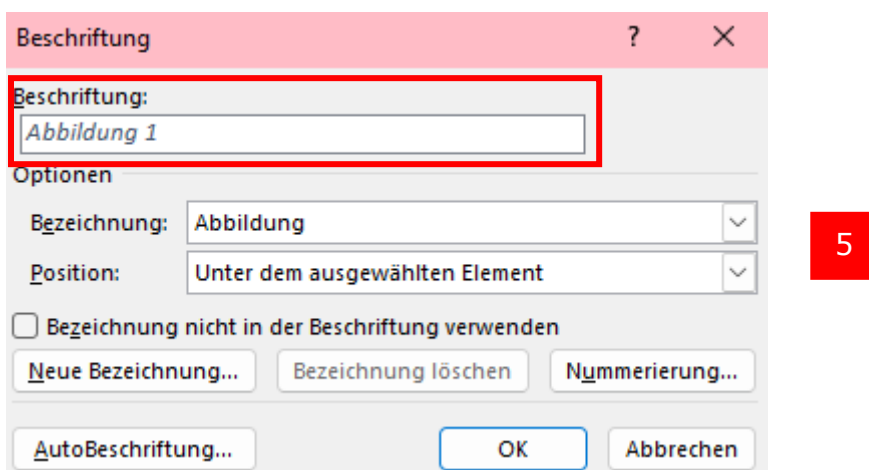 Beschriftung ?
Beschriftung:
Abbildung 1
Optionen
Bezeichnung: Abbildung
Position: Unter dem ausgewählten Element
5
Bezeichnung nicht in der Beschriftung verwenden
Neue Bezeichnung... Bezeichnung löschen Nummerierung...
AutoBeschriftung... OK Abbrechen